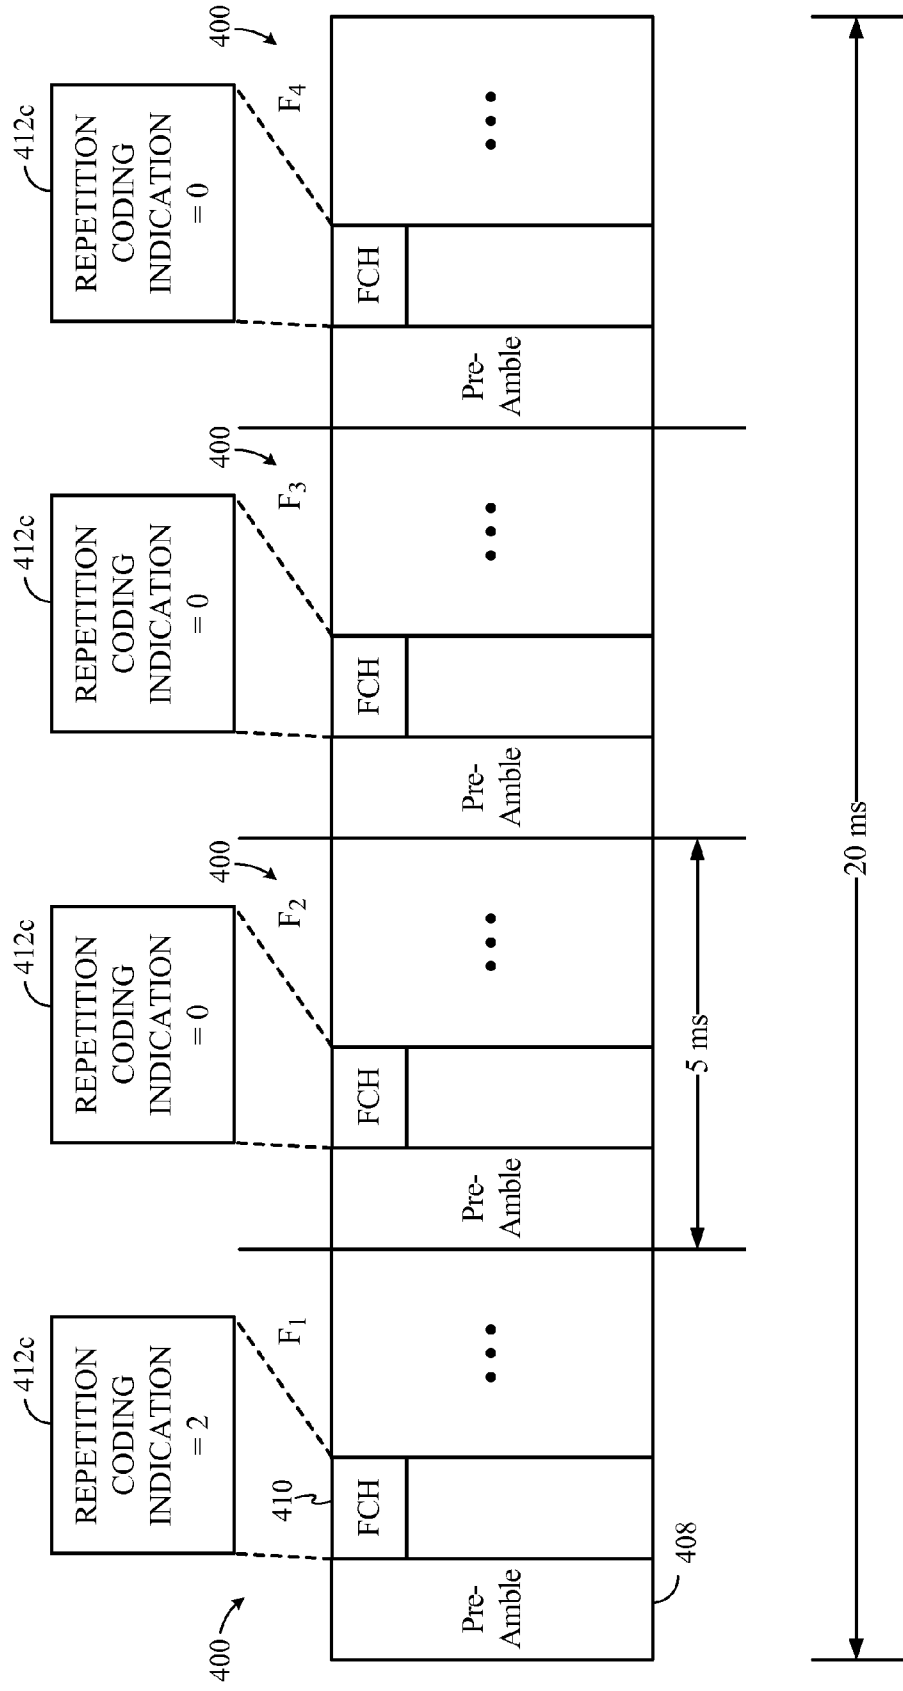 412c
412c
412c
412c
REPETITION
CODING
INDICATION
= 2
REPETITION
CODING
INDICATION
= 0
REPETITION
CODING
INDICATION
= 0
REPETITION
CODING
INDICATION
= 0
400
410
F1
400
F2
400
F3
400
F4
Pre-
Amble
FCH
•••
Pre-
Amble
FCH
•••
Pre-
Amble
FCH
•••
Pre-
Amble
FCH
•••
408
5 ms
20 ms